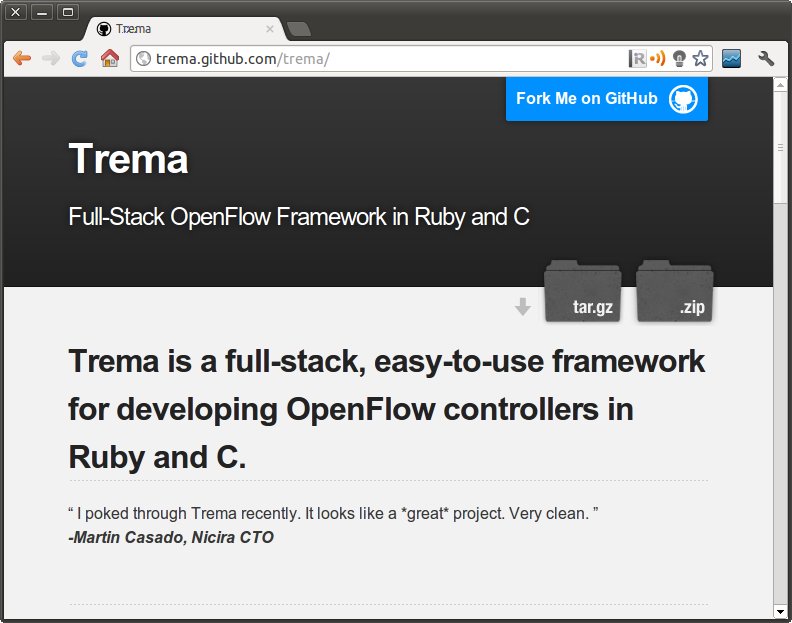 Trema
trema.github.com/trema/
Fork Me on GitHub
Trema
Full-Stack OpenFlow Framework in Ruby and C
tar.gz
.zip
Trema is a full-stack, easy-to-use framework
for developing OpenFlow controllers in
Ruby and C.
“ I poked through Trema recently. It looks like a *great* project. Very clean. ”
-Martin Casado, Nicira CTO